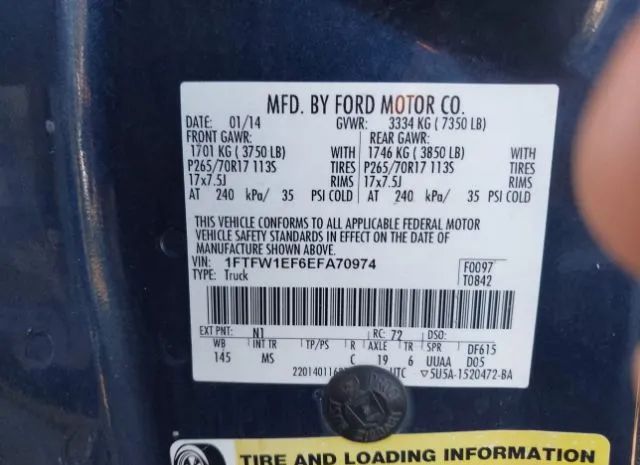 MFD. BY FORD MOTOR CO.
DATE: 01/14 GVWR: 3334 KG ( 7350 LB)
FRONT GAWR: REAR GAWR:
1701 KG ( 3750 LB) WITH 1746 KG ( 3850 LB) WITH
P265/70R17 113S TIRES P265/70R17 113S TIRES
17x7.5J RIMS 17x7.5J RIMS
AT 240 kPa/ 35 PSI COLD AT 240 kPa/ 35 PSI COLD
THIS VEHICLE CONFORMS TO ALL APPLICABLE FEDERAL MOTOR
VEHICLE SAFETY STANDARDS IN EFFECT ON THE DATE OF
MANUFACTURE SHOWN ABOVE.
VIN: 1FTFW1EF6EFA70974 F0097
TYPE: Truck T0842
EXT PNT: N1 RC: 72 DSO:
WB INT TR TP/PS R AXLE TR SPR DF615
145 MS C 19 6 UUAA D05
UTC ▽5U5A-1520472-BA
TIRE AND LOADING INFORMATION